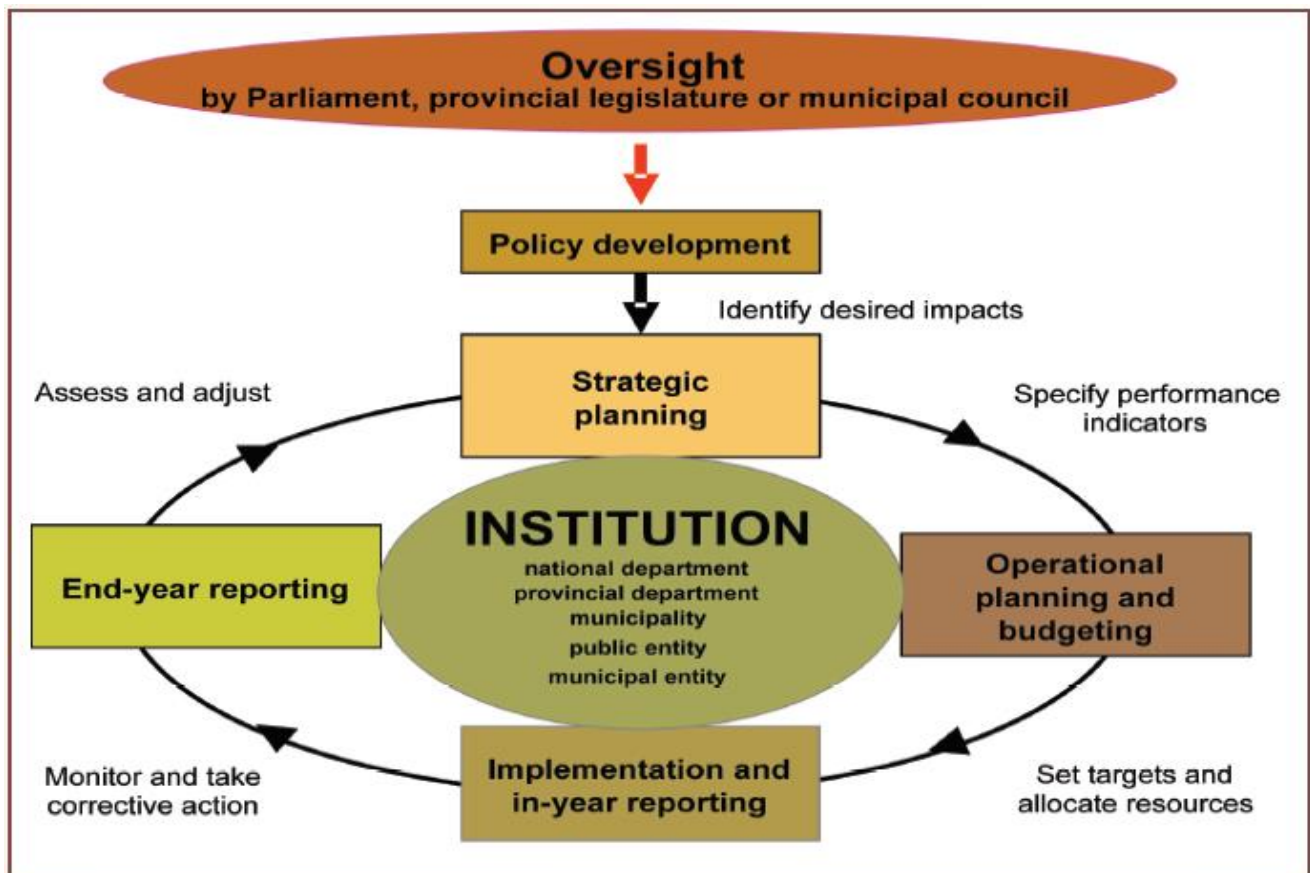 Oversight
by Parliament, provincial legislature or municipal council
Policy development
Identify desired impacts
Strategic
planning
Assess and adjust
Specify performance
indicators
INSTITUTION
national department
provincial department
municipality
public entity
municipal entity
End-year reporting
Operational
planning and
budgeting
Implementation and
in-year reporting
Monitor and take
corrective action
Set targets and
allocate resources